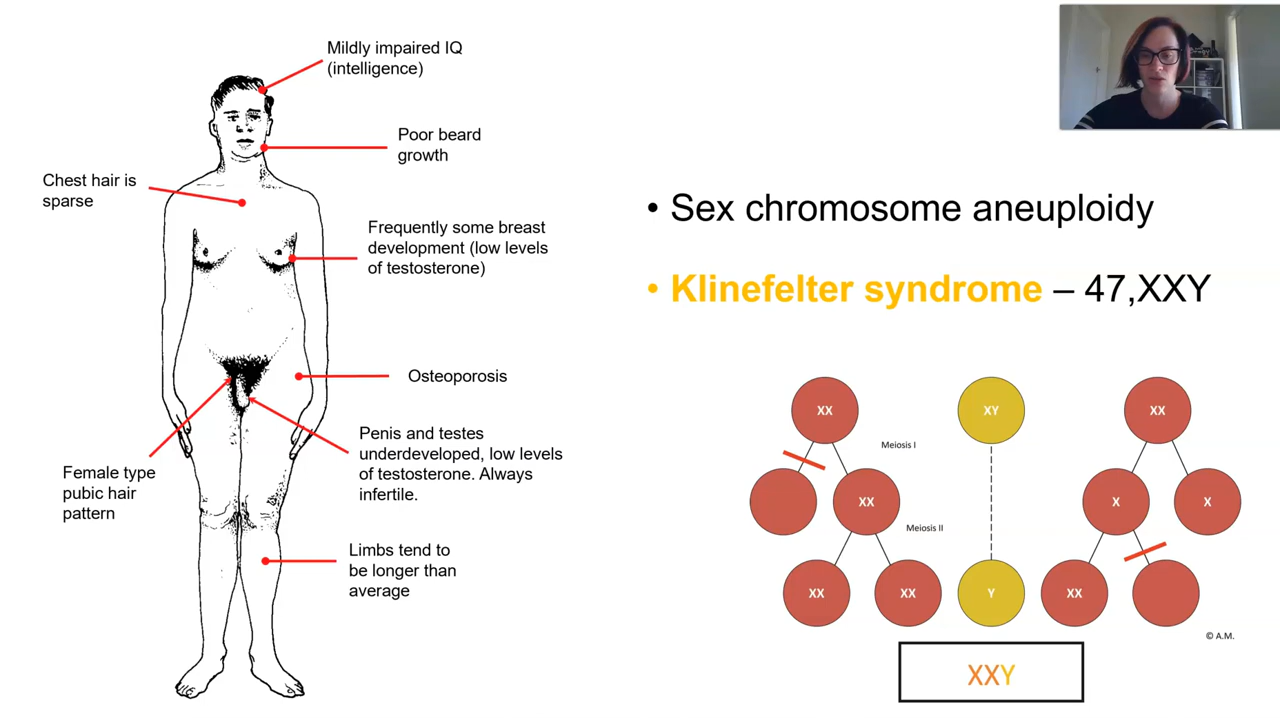 Mildly impaired IQ
(intelligence)
Poor beard
growth
Chest hair is
sparse
Frequently some breast
development (low levels
of testosterone)
Osteoporosis
Penis and testes
underdeveloped, low levels
of testosterone. Always
infertile.
Female type
pubic hair
pattern
Limbs tend to
be longer than
average
• Sex chromosome aneuploidy
• Klinefelter syndrome – 47,XXY
XX
XY
XX
Meiosis I
XX
X
X
Meiosis II
XX
XX
Y
XX
© A.M.
XXY